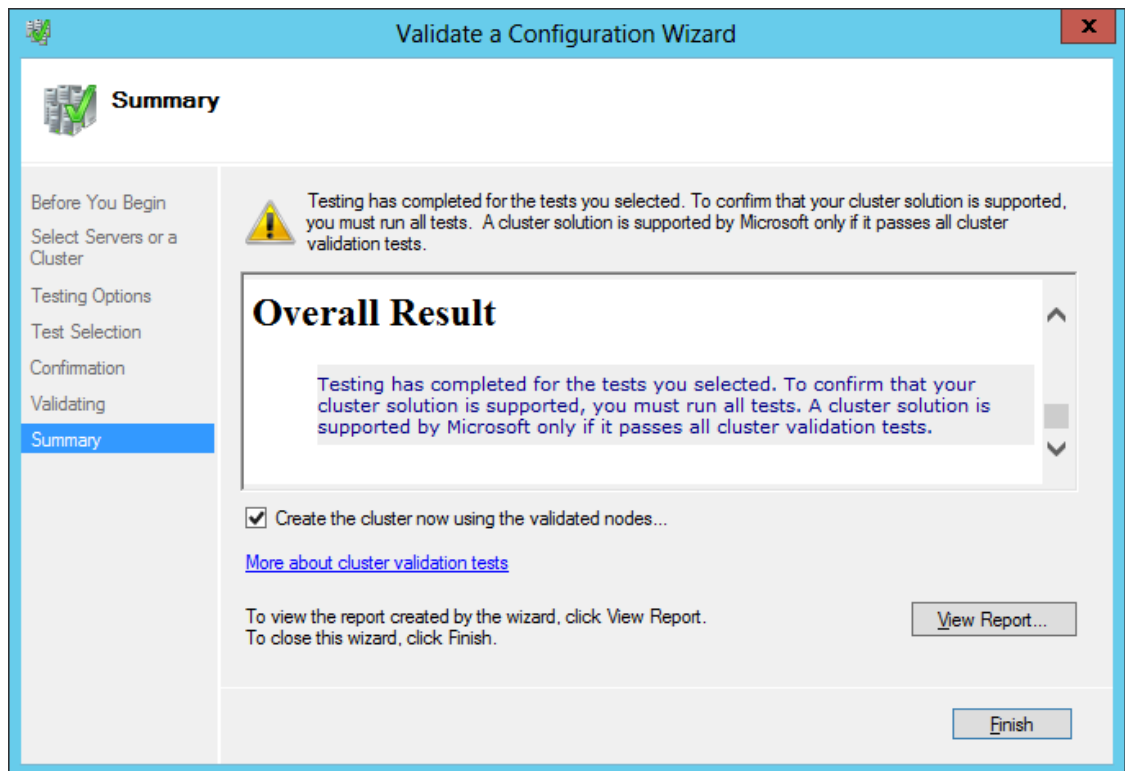 Validate a Configuration Wizard
x
Summary
Before You Begin
Select Servers or a
Cluster
Testing Options
Test Selection
Confirmation
Validating
Summary
Testing has completed for the tests you selected. To confirm that your cluster solution is supported,
you must run all tests.  A cluster solution is supported by Microsoft only if it passes all cluster
validation tests.
Overall Result
Testing has completed for the tests you selected. To confirm that your
cluster solution is supported, you must run all tests. A cluster solution is
supported by Microsoft only if it passes all cluster validation tests.
Create the cluster now using the validated nodes...
More about cluster validation tests
To view the report created by the wizard, click View Report.
To close this wizard, click Finish.
View Report...
Finish